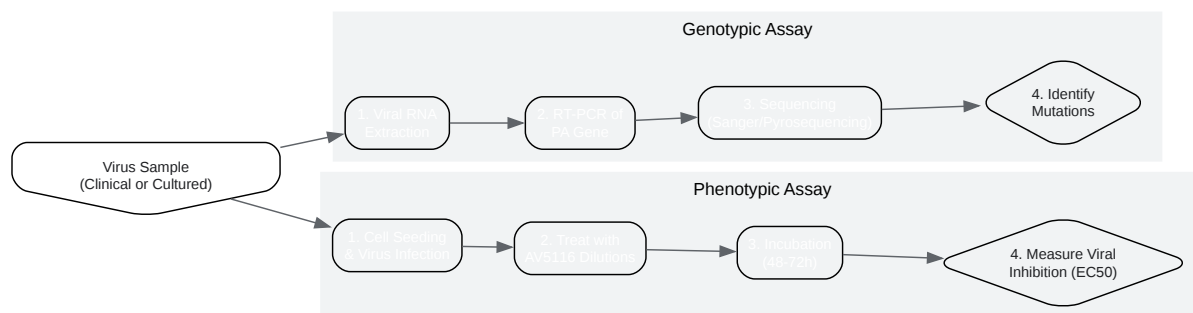 Genotypic Assay
1. Viral RNA
Extraction
2. RT-PCR of
PA Gene
3. Sequencing
(Sanger/Pyrosequencing)
4. Identify
Mutations
Virus Sample
(Clinical or Cultured)
Phenotypic Assay
1. Cell Seeding
& Virus Infection
2. Treat with
AV5116 Dilutions
3. Incubation
(48-72h)
4. Measure Viral
Inhibition (EC50)